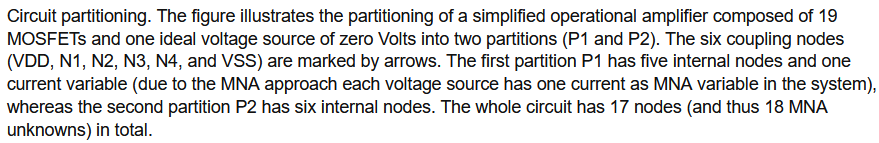 Circuit partitioning. The figure illustrates the partitioning of a simplified operational amplifier composed of 19
MOSFETs and one ideal voltage source of zero Volts into two partitions (P1 and P2). The six coupling nodes
(VDD, N1, N2, N3, N4, and VSS) are marked by arrows. The first partition P1 has five internal nodes and one
current variable (due to the MNA approach each voltage source has one current as MNA variable in the system),
whereas the second partition P2 has six internal nodes. The whole circuit has 17 nodes (and thus 18 MNA
unknowns) in total.